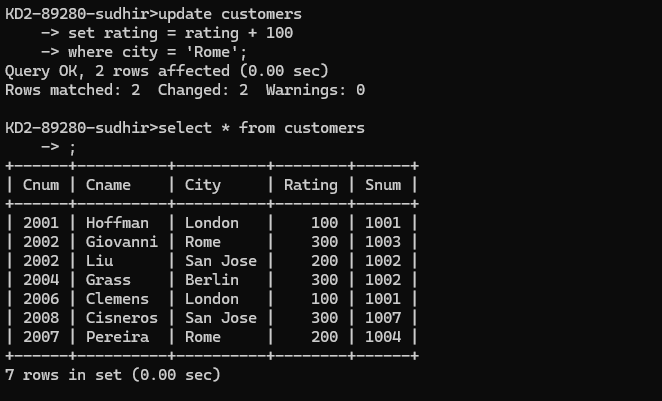 KD2-89280-sudhir>update customers
    -> set rating = rating + 100
    -> where city = 'Rome';
Query OK, 2 rows affected (0.00 sec)
Rows matched: 2  Changed: 2  Warnings: 0

KD2-89280-sudhir>select * from customers
    -> ;
+------+----------+----------+--------+------+
| Cnum | Cname    | City     | Rating | Snum |
+------+----------+----------+--------+------+
| 2001 | Hoffman  | London   |    100 | 1001 |
| 2002 | Giovanni | Rome     |    300 | 1003 |
| 2002 | Liu      | San Jose |    200 | 1002 |
| 2004 | Grass    | Berlin   |    300 | 1002 |
| 2006 | Clemens  | London   |    100 | 1001 |
| 2008 | Cisneros | San Jose |    300 | 1007 |
| 2007 | Pereira  | Rome     |    200 | 1004 |
+------+----------+----------+--------+------+
7 rows in set (0.00 sec)